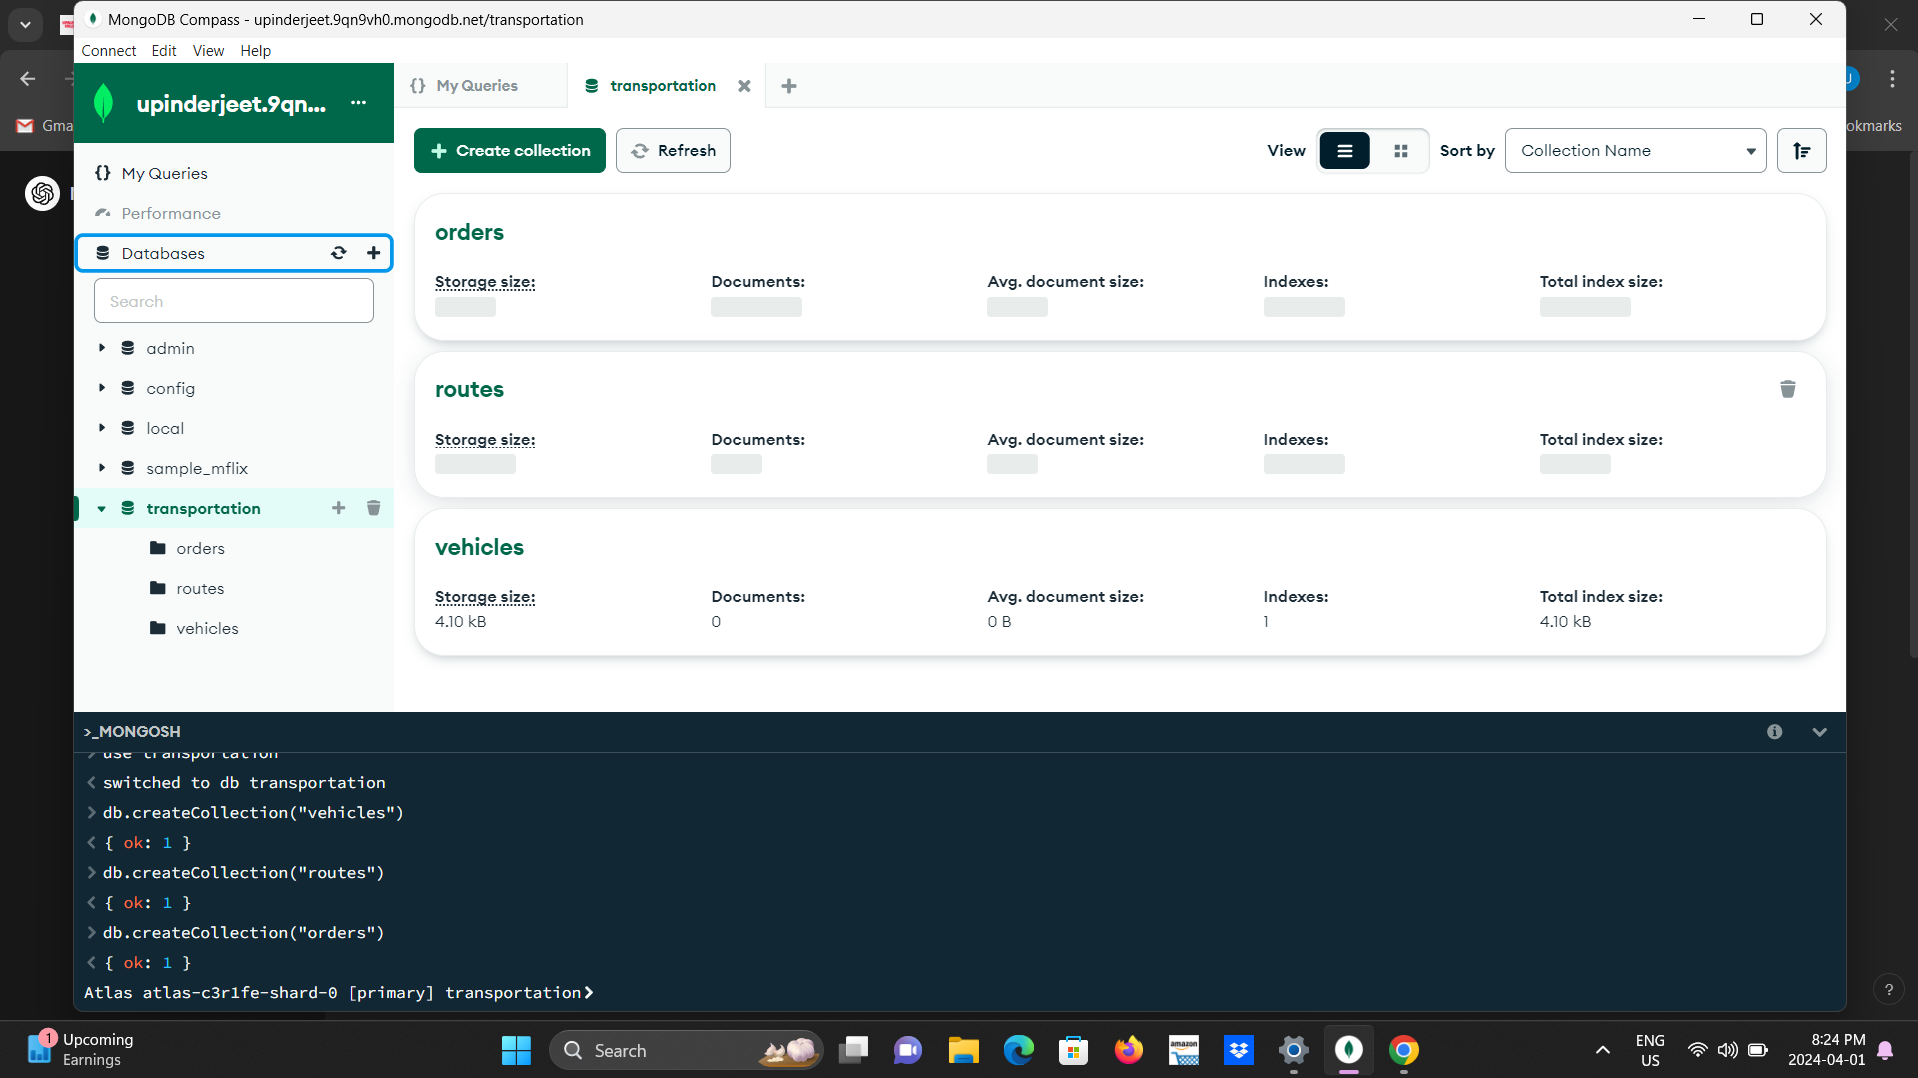 MongoDB Compass - upinderjeet.9qn9vh0.mongodb.net/transportation
Connect Edit View Help
upinderjeet.9qn... ...
{} My Queries
transportation
Gma
okmarks
Create collection
Refresh
View
Sort by
Collection Name
{} My Queries
Performance
Databases
Search
admin
config
local
sample_mflix
transportation
orders
routes
vehicles
orders
Storage size: Documents: Avg. document size: Indexes: Total index size:
routes
Storage size: Documents: Avg. document size: Indexes: Total index size:
vehicles
Storage size: Documents: Avg. document size: Indexes: Total index size:
4.10 kB 0 0 B 1 4.10 kB
>_MONGOSH
> use transportation
< switched to db transportation
> db.createCollection("vehicles")
< { ok: 1 }
> db.createCollection("routes")
< { ok: 1 }
> db.createCollection("orders")
< { ok: 1 }
Atlas atlas-c3r1fe-shard-0 [primary] transportation>
?
1
Upcoming
Earnings
Search
amazon
ENG
US
8:24 PM
2024-04-01